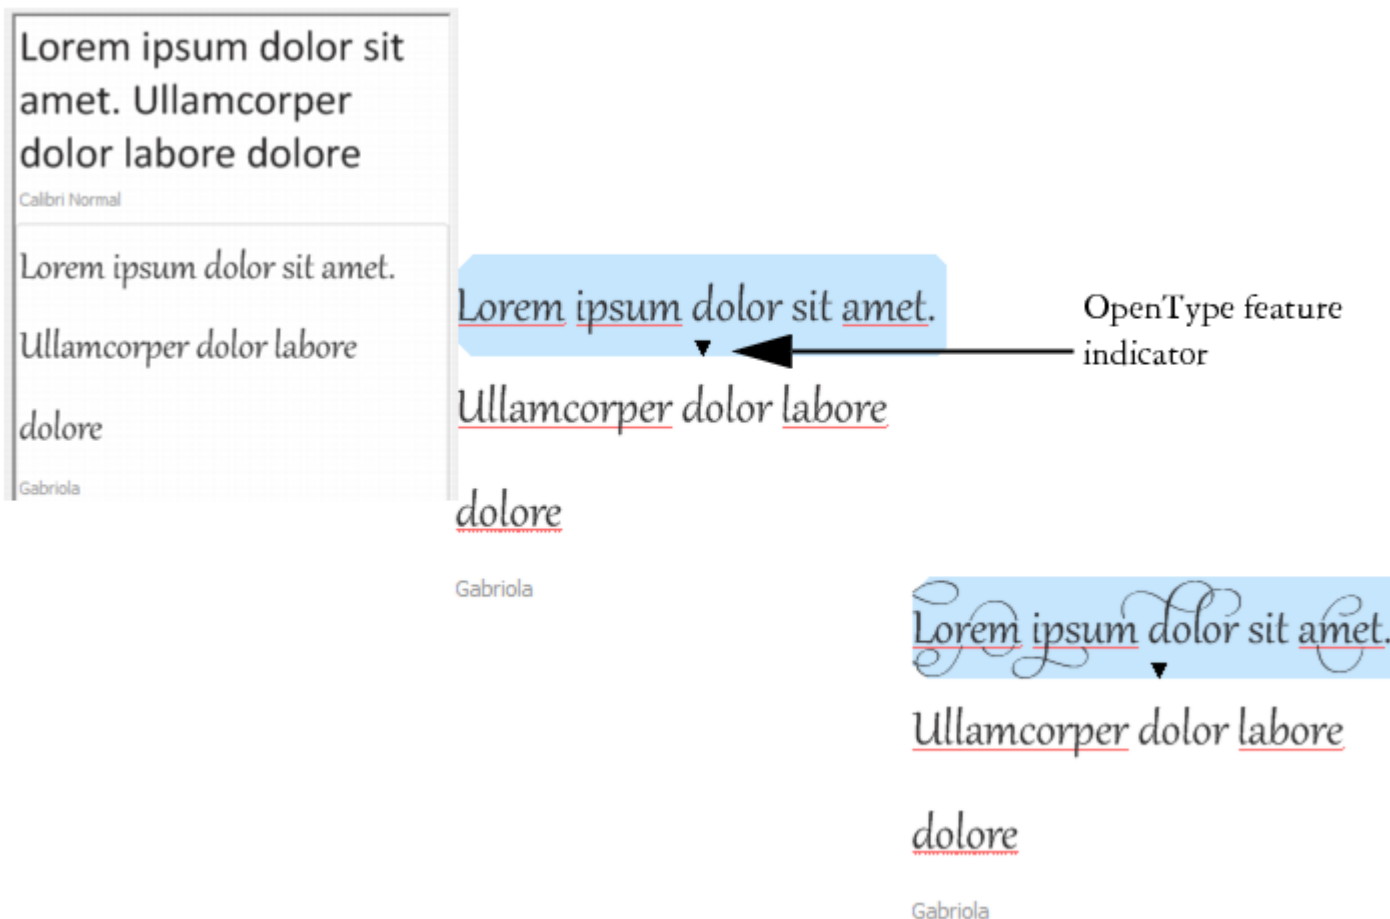 Lorem ipsum dolor sit
amet. Ullamcorper
dolor labore dolore
Calibri Normal
Lorem ipsum dolor sit amet.
Ullamcorper dolor labore
dolore
Gabriola
Lorem ipsum dolor sit amet.
Ullamcorper dolor labore
dolore
Gabriola
OpenType feature
indicator
Lorem ipsum dolor sit amet.
Ullamcorper dolor labore
dolore
Gabriola